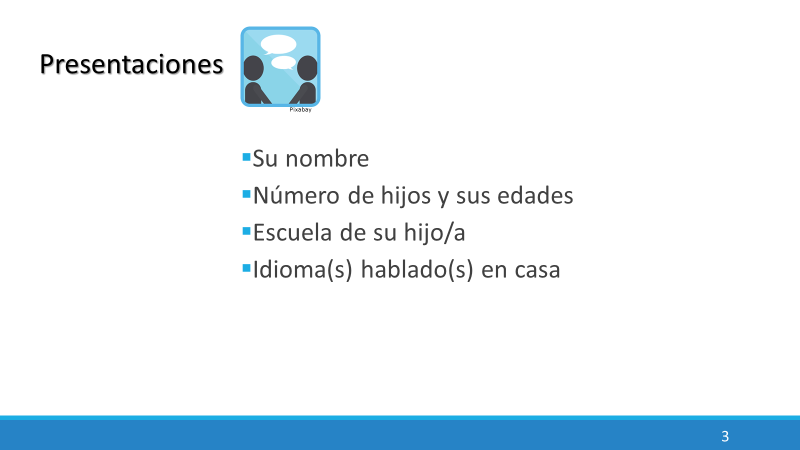 Presentaciones
Pixabay
▪Su nombre
▪Número de hijos y sus edades
▪Escuela de su hijo/a
▪Idioma(s) hablado(s) en casa
3